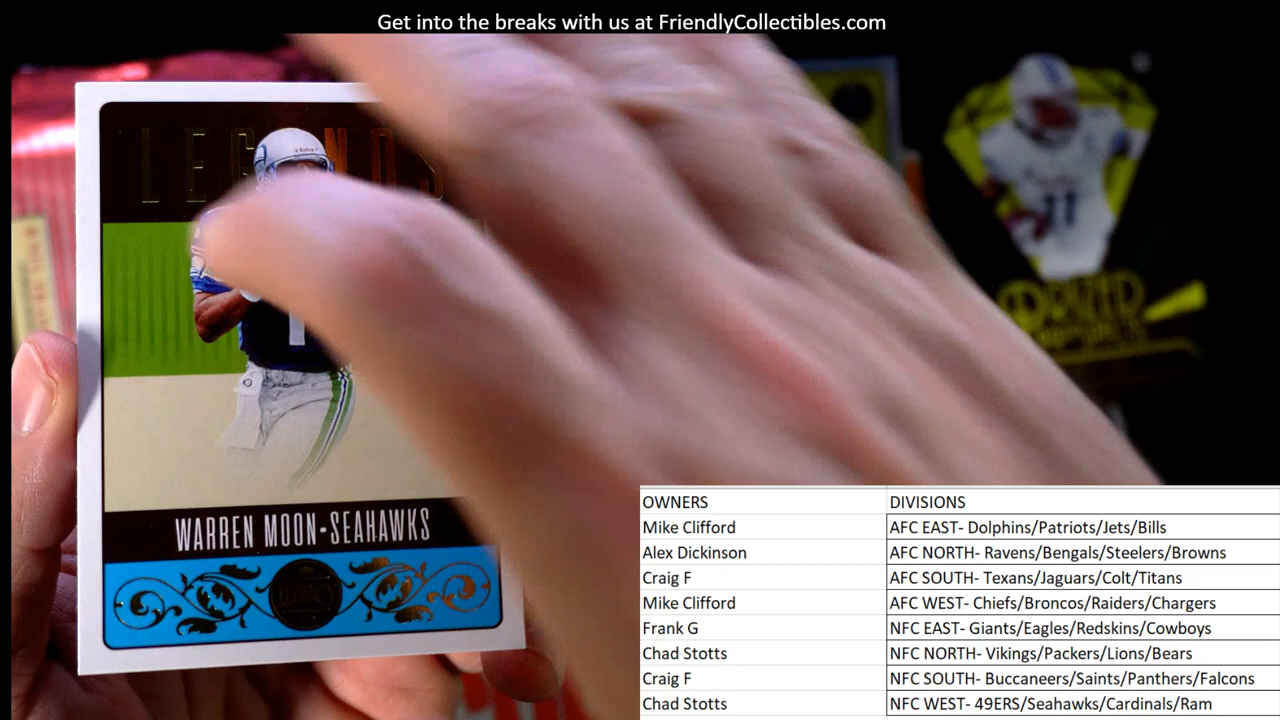 Get into the breaks with us at FriendlyCollectibles.com
LEGENDS
WARREN MOON-SEAHAWKS
LEGACY
OWNERS DIVISIONS
Mike Clifford AFC EAST- Dolphins/Patriots/Jets/Bills
Alex Dickinson AFC NORTH- Ravens/Bengals/Steelers/Browns
Craig F AFC SOUTH- Texans/Jaguars/Colt/Titans
Mike Clifford AFC WEST- Chiefs/Broncos/Raiders/Chargers
Frank G NFC EAST- Giants/Eagles/Redskins/Cowboys
Chad Stotts NFC NORTH- Vikings/Packers/Lions/Bears
Craig F NFC SOUTH- Buccaneers/Saints/Panthers/Falcons
Chad Stotts NFC WEST- 49ERS/Seahawks/Cardinals/Ram